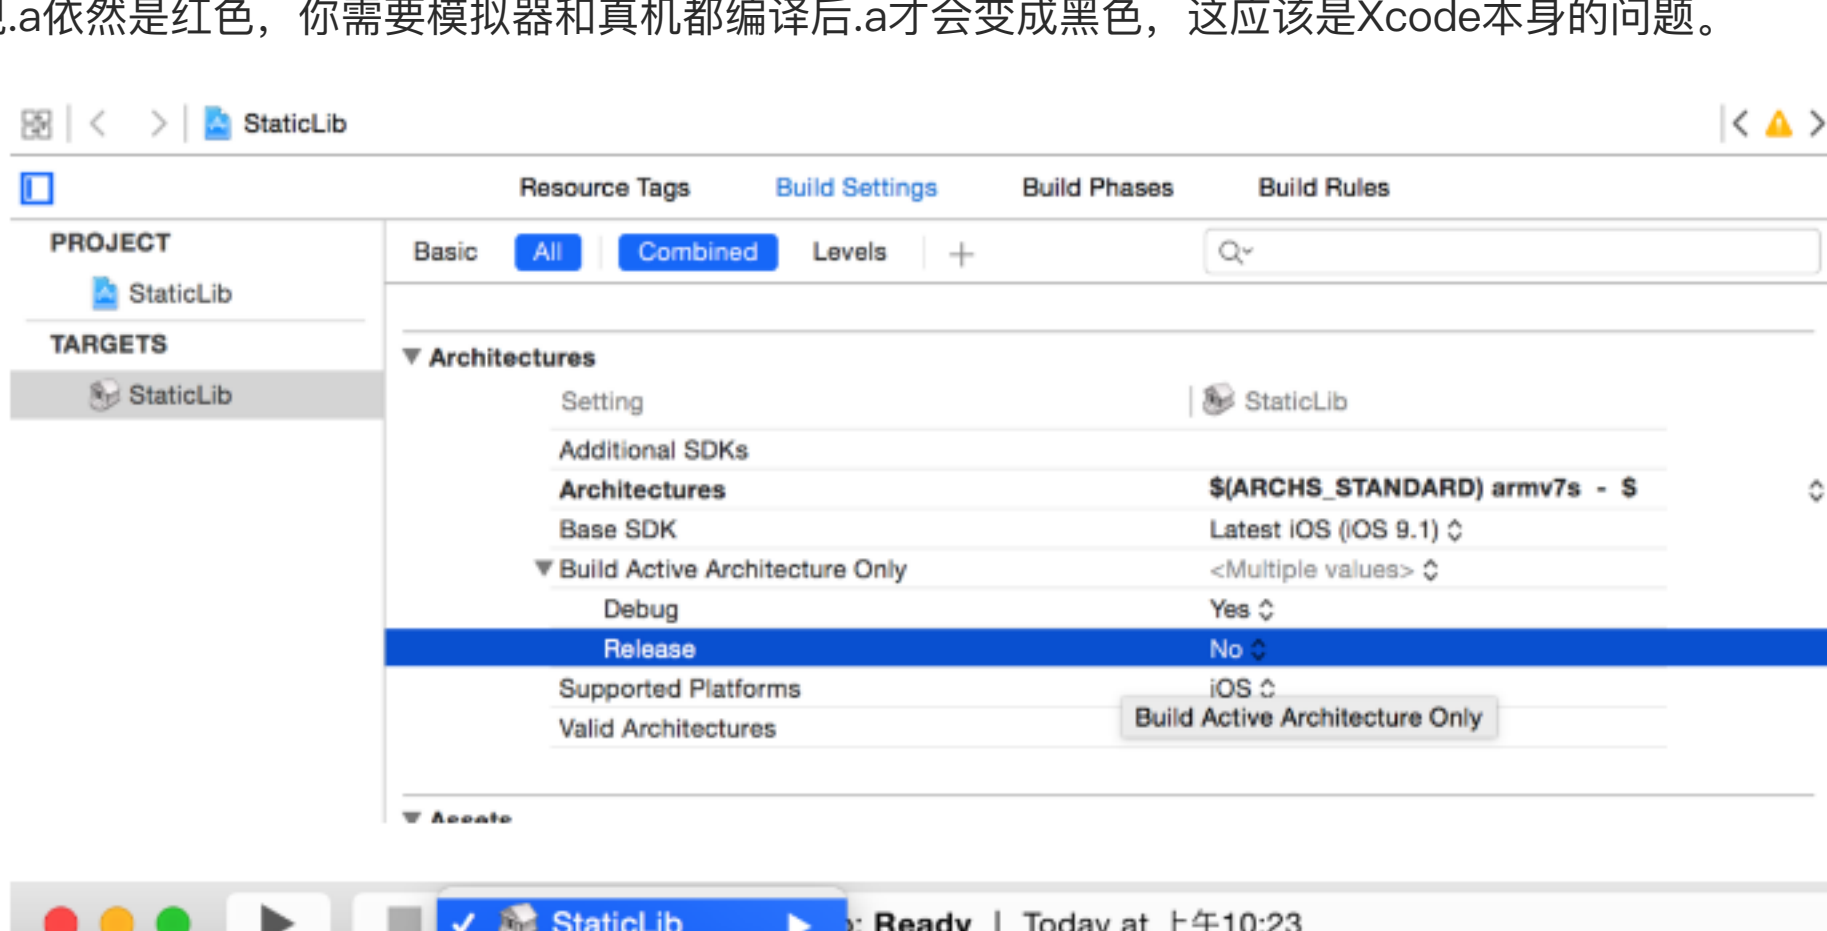 .a依然是红色，你需要模拟器和真机都编译后.a才会变成黑色，这应该是Xcode本身的问题。
StaticLib
Resource Tags Build Settings Build Phases Build Rules
PROJECT
StaticLib
TARGETS
StaticLib
Basic All Combined Levels +
Architectures
Setting StaticLib
Additional SDKs
Architectures $(ARCHS_STANDARD) armv7s - $
Base SDK Latest iOS (iOS 9.1)
Build Active Architecture Only <Multiple values>
Debug Yes
Release No
Supported Platforms iOS
Build Active Architecture Only
Valid Architectures
Assets
StaticLib : Ready | Today at 上午10:23